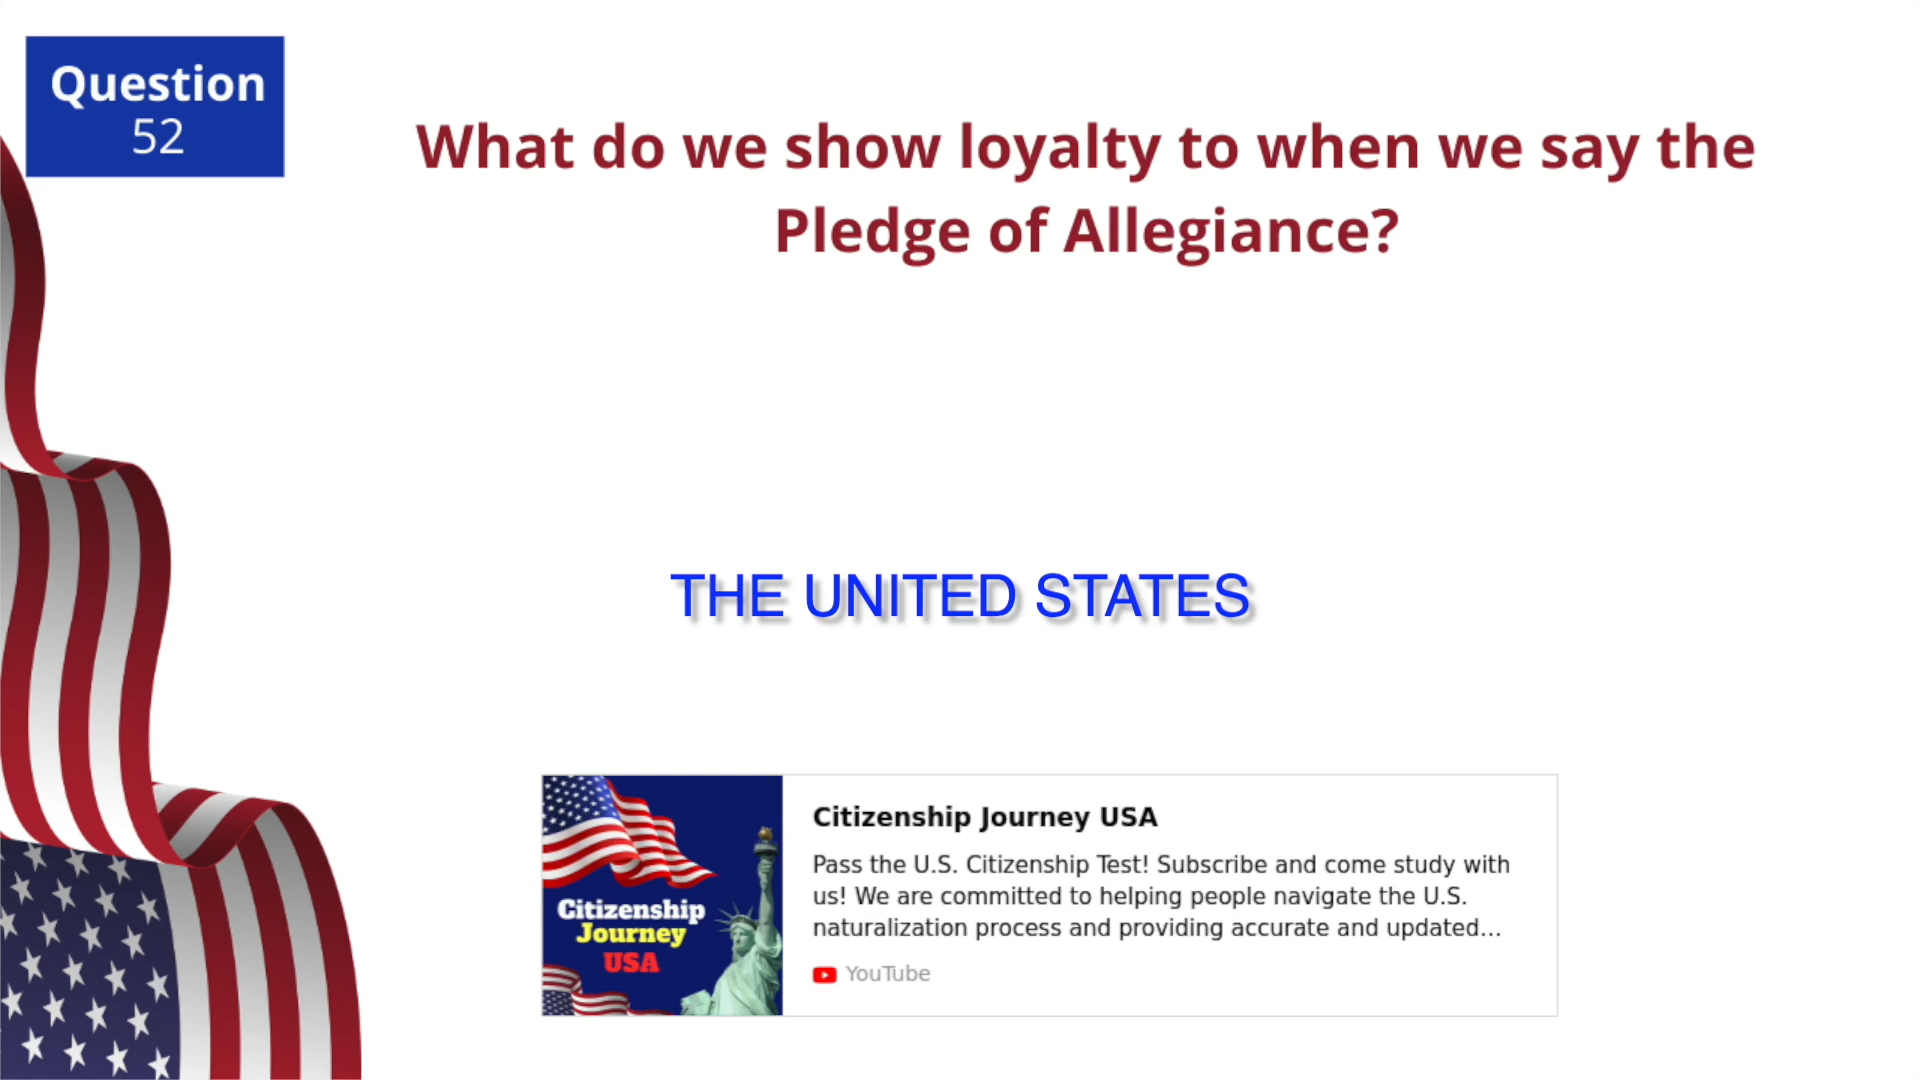 Question
52
What do we show loyalty to when we say the
Pledge of Allegiance?
THE UNITED STATES
Citizenship
Journey
USA
Citizenship Journey USA
Pass the U.S. Citizenship Test! Subscribe and come study with
us! We are committed to helping people navigate the U.S.
naturalization process and providing accurate and updated...
YouTube